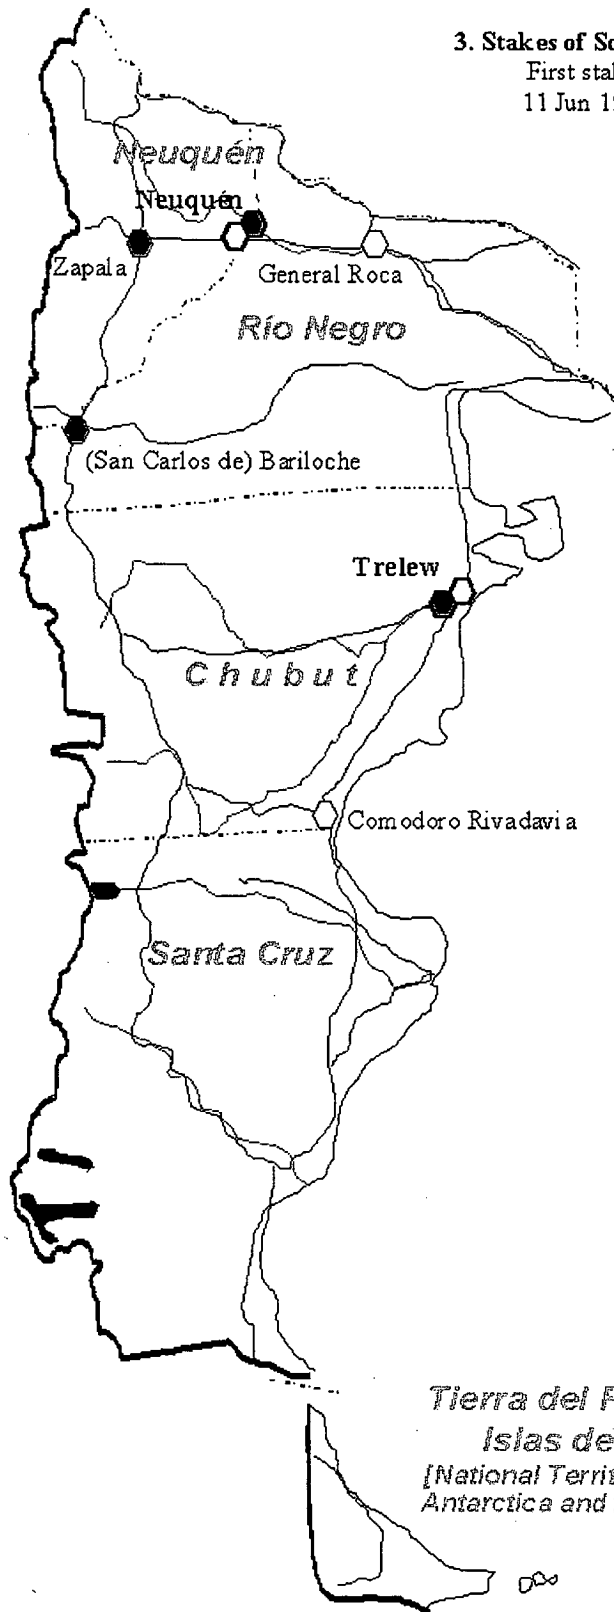 3. Stakes of So
First stal
11 Jun 19
Neuquén
Neuquén
Zapala
General Roca
Río Negro
(San Carlos de) Bariloche
Trelew
Chubut
Comodoro Rivadavia
Santa Cruz
Tierra del F
Islas de
[National Territ
Antarctica and